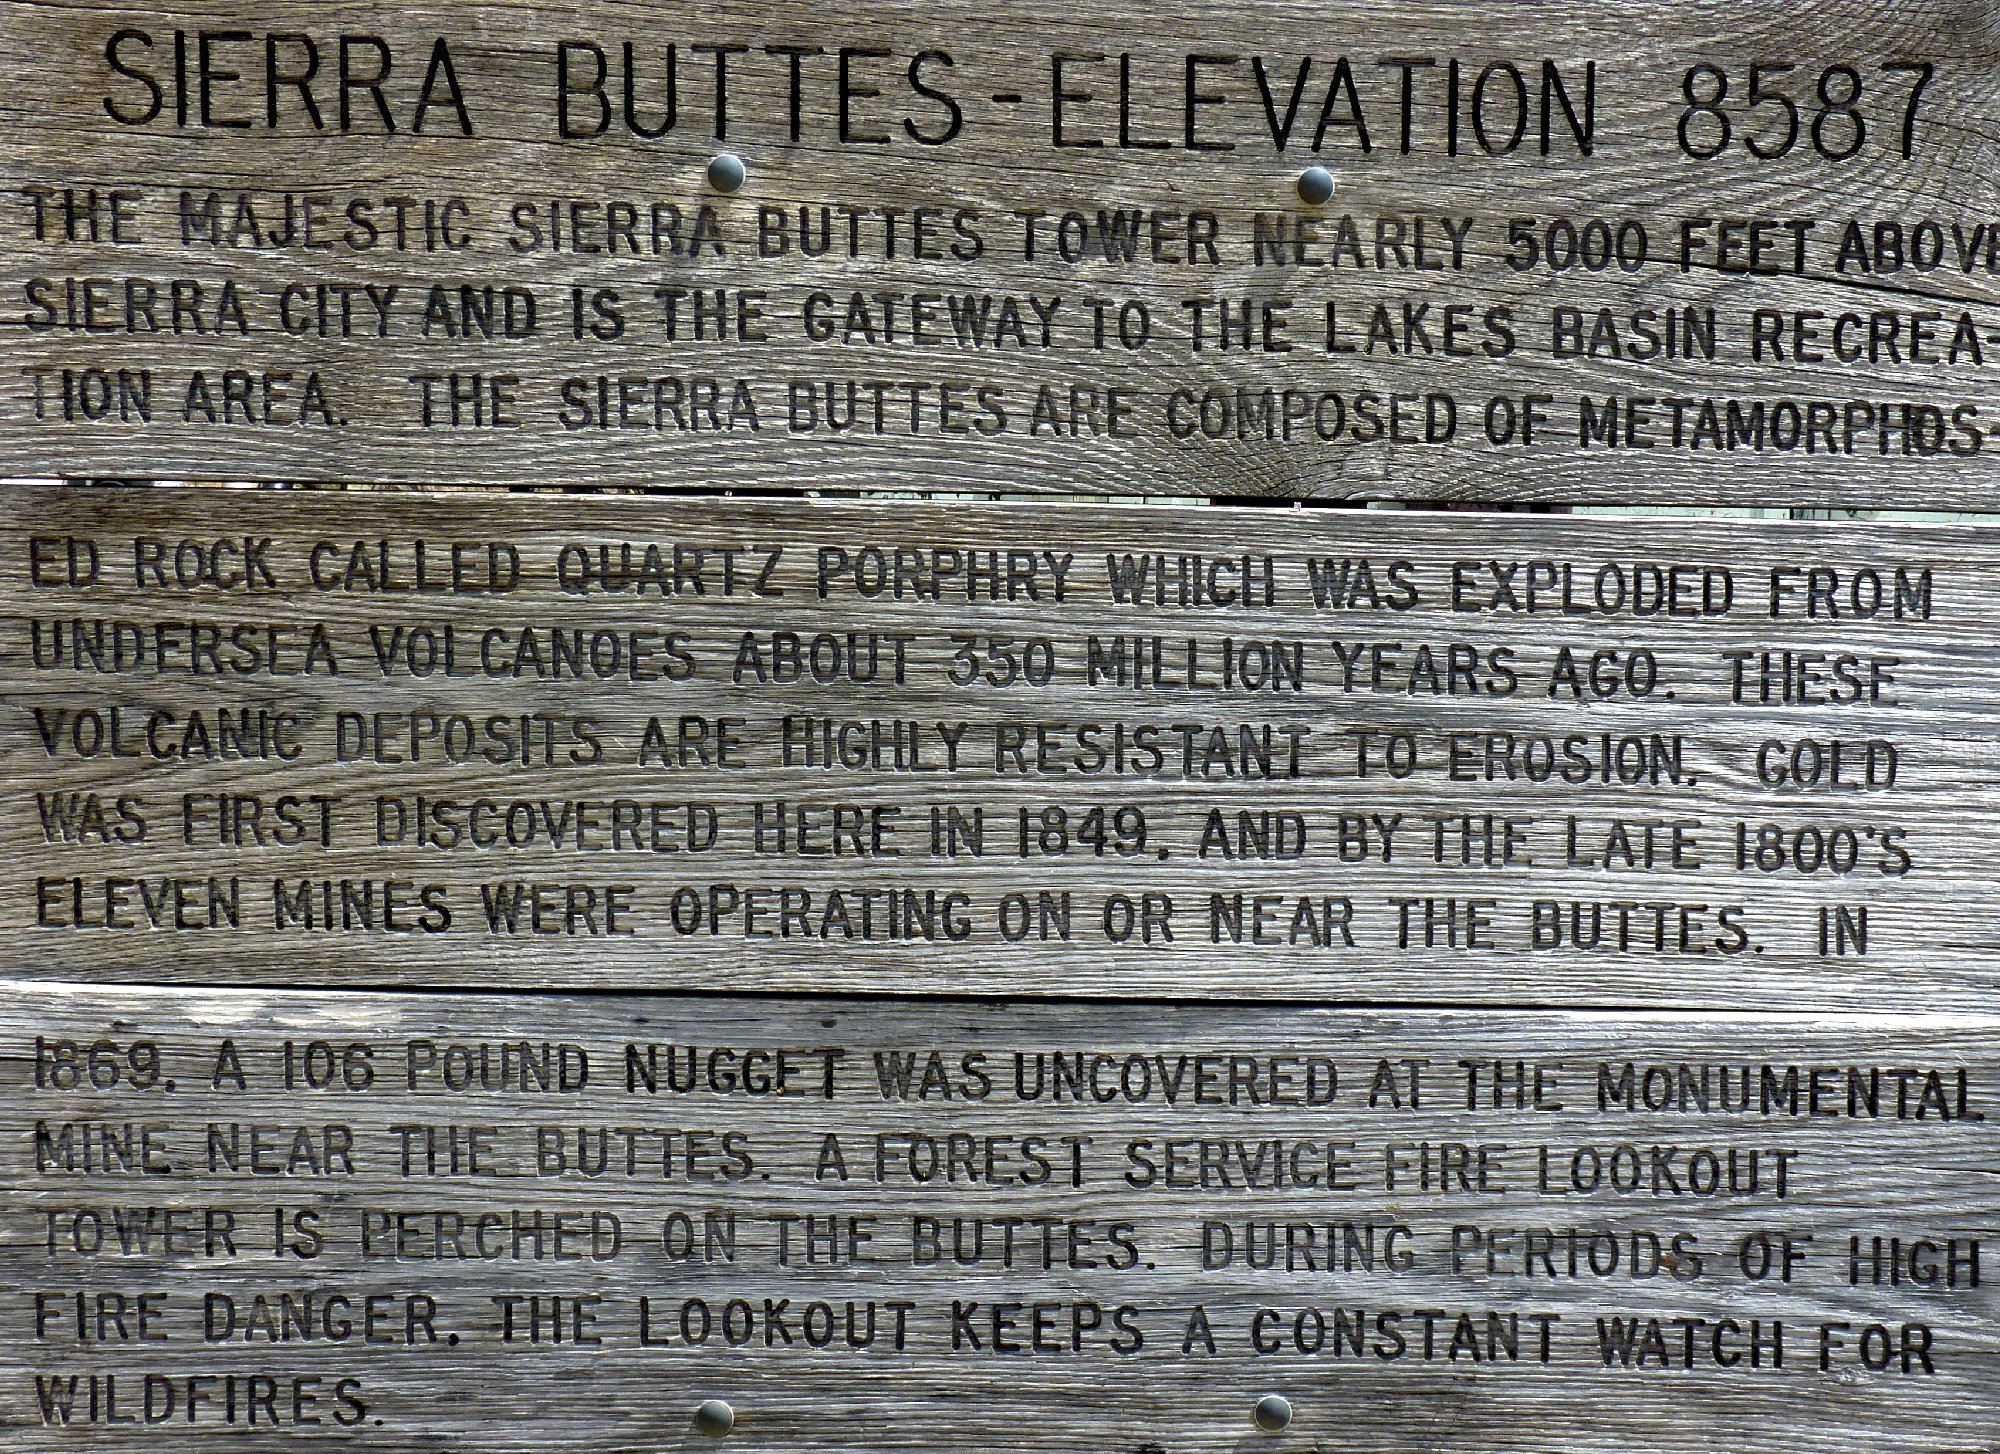 SIERRA BUTTES - ELEVATION 8587
THE MAJESTIC SIERRA BUTTES TOWER NEARLY 5000 FEET ABOVE
SIERRA CITY AND IS THE GATEWAY TO THE LAKES BASIN RECREA-
TION AREA. THE SIERRA BUTTES ARE COMPOSED OF METAMORPHOS-
ED ROCK CALLED QUARTZ PORPHRY WHICH WAS EXPLODED FROM
UNDERSEA VOLCANOES ABOUT 350 MILLION YEARS AGO. THESE
VOLCANIC DEPOSITS ARE HIGHLY RESISTANT TO EROSION. GOLD
WAS FIRST DISCOVERED HERE IN 1849, AND BY THE LATE 1800'S
ELEVEN MINES WERE OPERATING ON OR NEAR THE BUTTES. IN
1869, A 106 POUND NUGGET WAS UNCOVERED AT THE MONUMENTAL
MINE NEAR THE BUTTES. A FOREST SERVICE FIRE LOOKOUT
TOWER IS PERCHED ON THE BUTTES. DURING PERIODS OF HIGH
FIRE DANGER, THE LOOKOUT KEEPS A CONSTANT WATCH FOR
WILDFIRES.